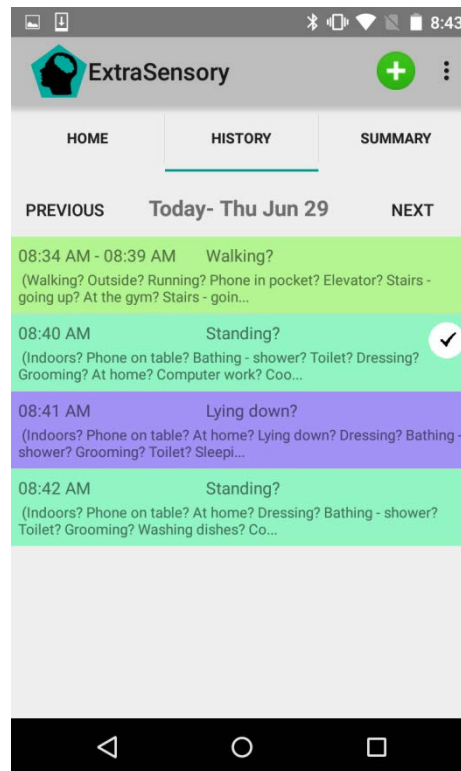 8:43
ExtraSensory
HOME HISTORY SUMMARY
PREVIOUS Today- Thu Jun 29 NEXT
08:34 AM - 08:39 AM Walking?
(Walking? Outside? Running? Phone in pocket? Elevator? Stairs -
going up? At the gym? Stairs - goin...
08:40 AM Standing?
(Indoors? Phone on table? Bathing - shower? Toilet? Dressing?
Grooming? At home? Computer work? Coo...
08:41 AM Lying down?
(Indoors? Phone on table? At home? Lying down? Dressing? Bathing -
shower? Grooming? Toilet? Sleepi...
08:42 AM Standing?
(Indoors? Phone on table? At home? Dressing? Bathing - shower?
Toilet? Grooming? Washing dishes? Co...